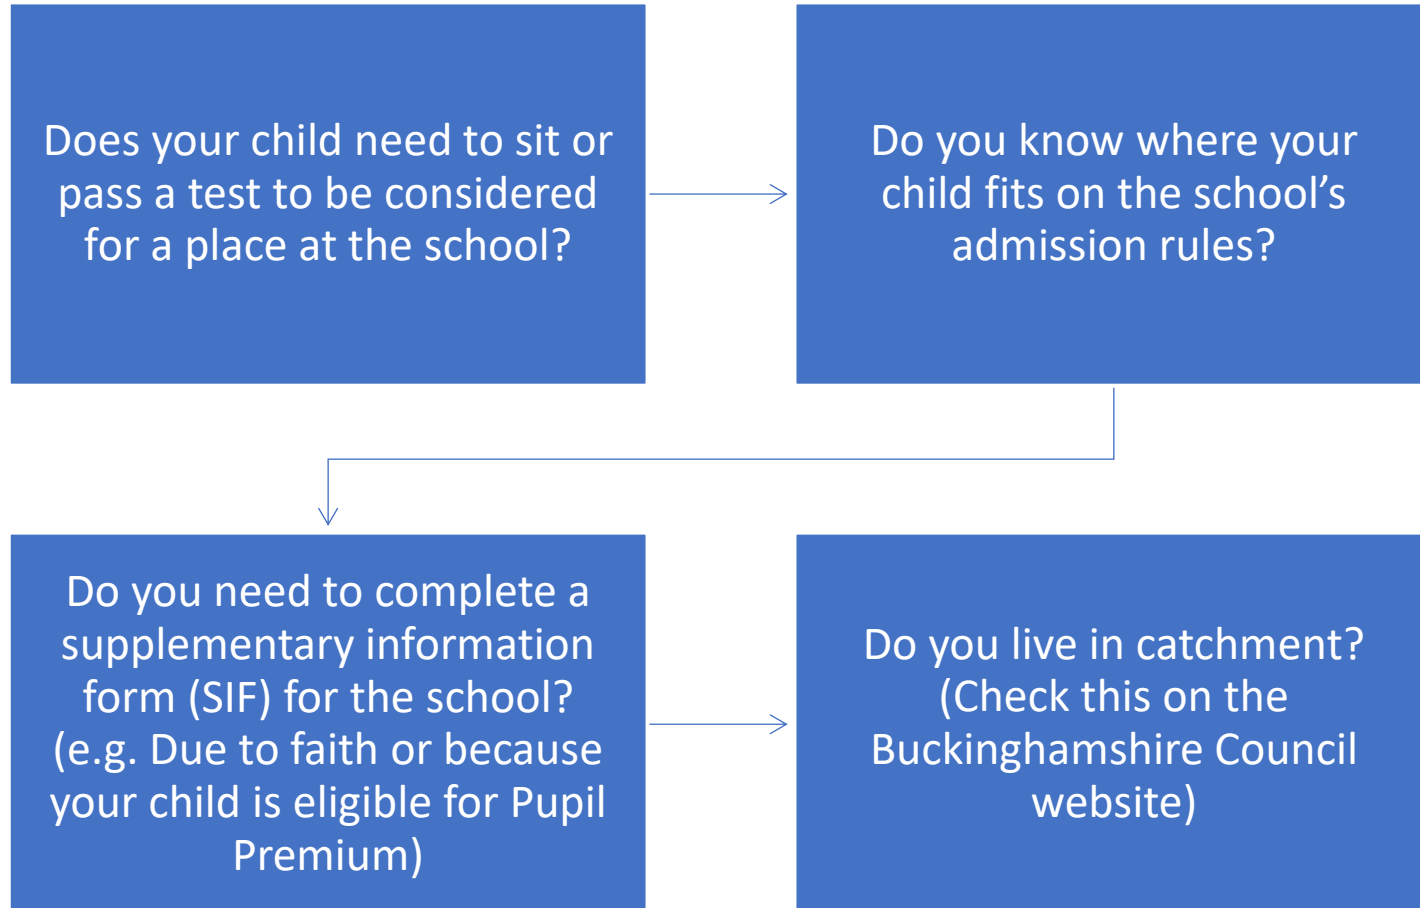 Does your child need to sit or
pass a test to be considered
for a place at the school?
Do you know where your
child fits on the school’s
admission rules?
Do you need to complete a
supplementary information
form (SIF) for the school?
(e.g. Due to faith or because
your child is eligible for Pupil
Premium)
Do you live in catchment?
(Check this on the
Buckinghamshire Council
website)